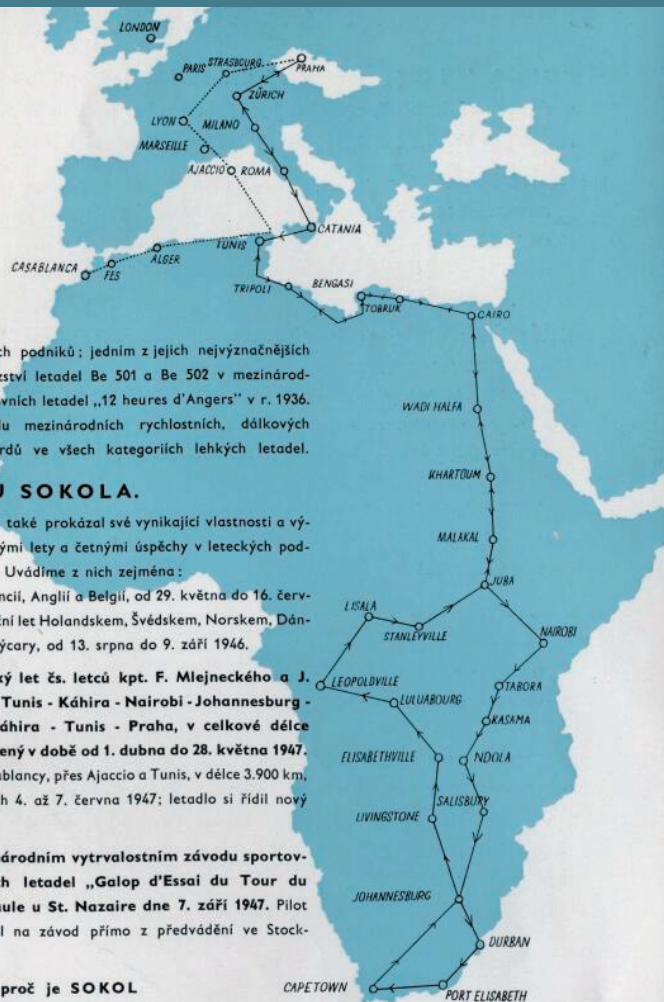 LONDON
PARIS
STRASBOURG
PRAHA
ZÜRICH
LYON
MILANO
MARSEILLE
AJACCIO
ROMA
CATANIA
TUNIS
ALGER
FES
CASABLANCA
TRIPOLI
BENGASI
TOBRUK
CAIRO
WADI HALFA
KHARTOUM
MALAKAL
JUBA
LISALA
STANLEYVILLE
NAIROBI
LEOPOLDVILLE
LULUABOURG
TABORA
KASAMA
ELISABETHVILLE
NDOLA
SALISBURY
LIVINGSTONE
JOHANNESBURG
DURBAN
CAPETOWN
PORT ELISABETH
ch podniků; jedním z jejich nejvýznačnějších
zství letadel Be 501 a Be 502 v mezinárod-
vních letadel „12 heures d'Angers" v r. 1936.
du mezinárodních rychlostních, dálkových
rdů ve všech kategoriích lehkých letadel.
U SOKOLA.
také prokázal své vynikající vlastnosti a vý-
ými lety a četnými úspěchy v leteckých pod-
Uvádíme z nich zejména:
ncií, Anglií a Belgií, od 29. května do 16. červ-
ční let Holandskem, Švédskem, Norskem, Dán-
ýcary, od 13. srpna do 9. září 1946.
ký let čs. letců kpt. F. Mlejneckého a J.
Tunis - Káhira - Nairobi - Johannesburg -
áhira - Tunis - Praha, v celkové délce
ený v době od 1. dubna do 28. května 1947.
blancy, přes Ajaccio a Tunis, v délce 3.900 km,
h 4. až 7. června 1947; letadlo si řídil nový
národním vytrvalostním závodu sportov-
ch letadel „Galop d'Essai du Tour du
aule u St. Nazaire dne 7. září 1947. Pilot
l na závod přímo z předvádění ve Stock-
proč je SOKOL